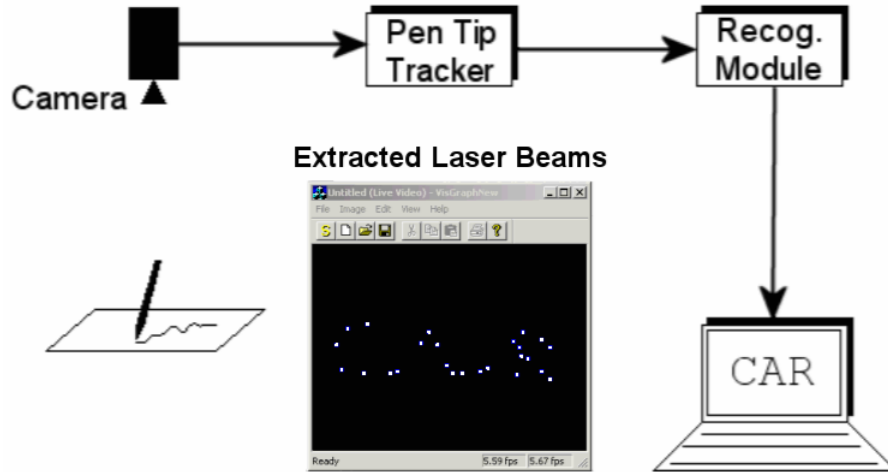 Camera
Pen Tip
Tracker
Recog.
Module
Extracted Laser Beams
Untitled (Live Video) - VisGraphNew
File Image Edit View Help
S
?
CAR
Ready 5.59 fps 5.67 fps